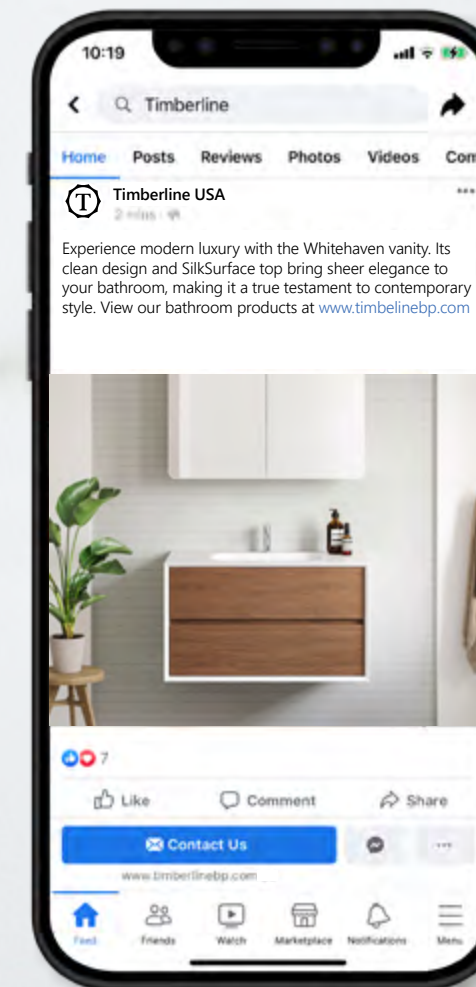 10:19
Timberline
Home Posts Reviews Photos Videos Com
T
Timberline USA
2 mins
Experience modern luxury with the Whitehaven vanity. Its
clean design and SilkSurface top bring sheer elegance to
your bathroom, making it a true testament to contemporary
style. View our bathroom products at www.timbelinebp.com
7
Like Comment Share
Contact Us
www.timberlinebp.com
Feed Friends Watch Marketplace Notifications Menu